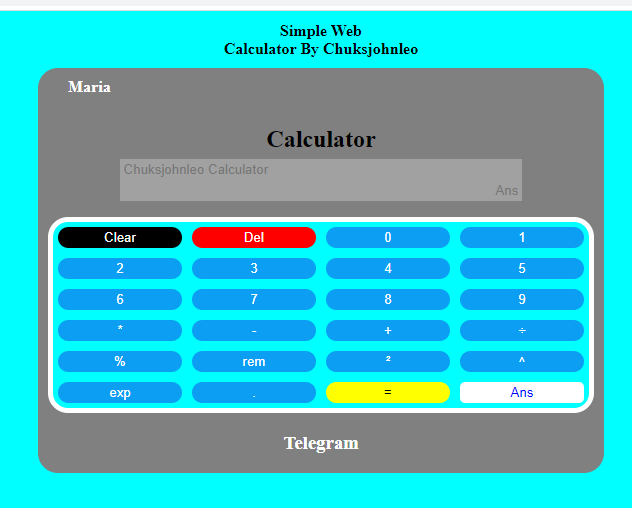 Simple Web
Calculator By Chuksjohnleo
Maria
Calculator
Chuksjohnleo Calculator
Ans
Clear Del 0 1
2 3 4 5
6 7 8 9
* - + ÷
% rem ² ^
exp . = Ans
Telegram